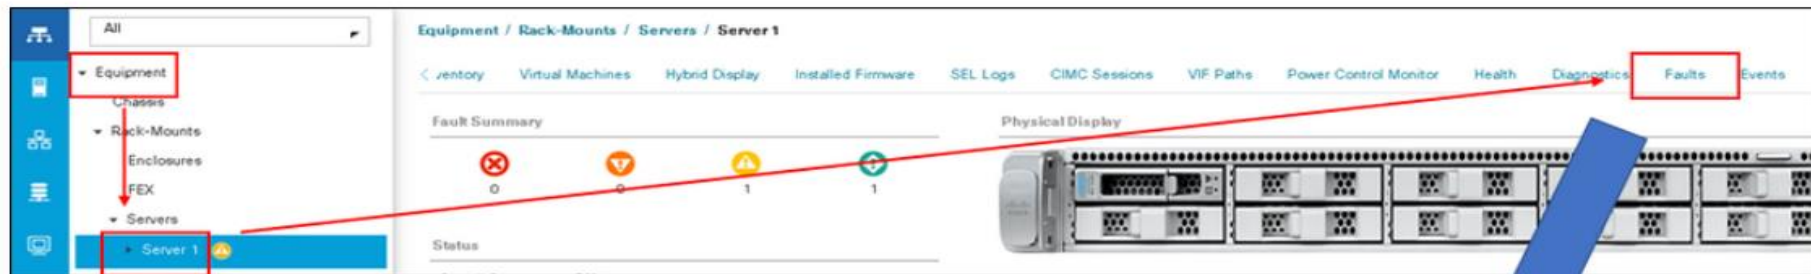 All
Equipment
Chassis
Rack-Mounts
Enclosures
FEX
Servers
Server 1
Equipment / Rack-Mounts / Servers / Server 1
ventory Virtual Machines Hybrid Display Installed Firmware SEL Logs CIMC Sessions VIF Paths Power Control Monitor Health Diagnostics Faults Events
Fault Summary
0 0 1 1
Status
Physical Display